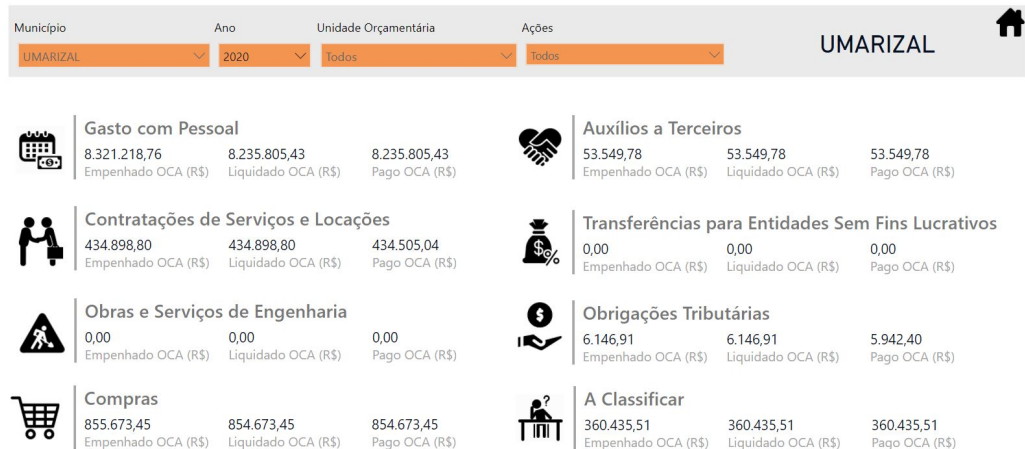 Município
Ano
Unidade Orçamentária
Ações
UMARIZAL
2020
Todos
Todos
UMARIZAL
Gasto com Pessoal
8.321.218,76 8.235.805,43 8.235.805,43
Empenhado OCA (R$) Liquidado OCA (R$) Pago OCA (R$)
Auxílios a Terceiros
53.549,78 53.549,78 53.549,78
Empenhado OCA (R$) Liquidado OCA (R$) Pago OCA (R$)
Contratações de Serviços e Locações
434.898,80 434.898,80 434.505,04
Empenhado OCA (R$) Liquidado OCA (R$) Pago OCA (R$)
Transferências para Entidades Sem Fins Lucrativos
0,00 0,00 0,00
Empenhado OCA (R$) Liquidado OCA (R$) Pago OCA (R$)
Obras e Serviços de Engenharia
0,00 0,00 0,00
Empenhado OCA (R$) Liquidado OCA (R$) Pago OCA (R$)
Obrigações Tributárias
6.146,91 6.146,91 5.942,40
Empenhado OCA (R$) Liquidado OCA (R$) Pago OCA (R$)
Compras
855.673,45 854.673,45 854.673,45
Empenhado OCA (R$) Liquidado OCA (R$) Pago OCA (R$)
A Classificar
360.435,51 360.435,51 360.435,51
Empenhado OCA (R$) Liquidado OCA (R$) Pago OCA (R$)